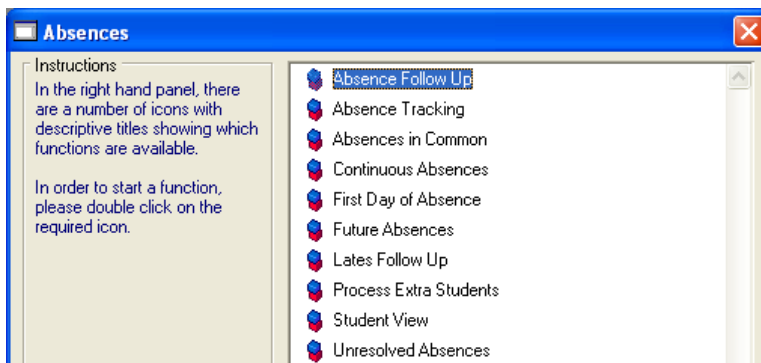 Absences
Instructions
In the right hand panel, there
are a number of icons with
descriptive titles showing which
functions are available.
In order to start a function,
please double click on the
required icon.
Absence Follow Up
Absence Tracking
Absences in Common
Continuous Absences
First Day of Absence
Future Absences
Lates Follow Up
Process Extra Students
Student View
Unresolved Absences